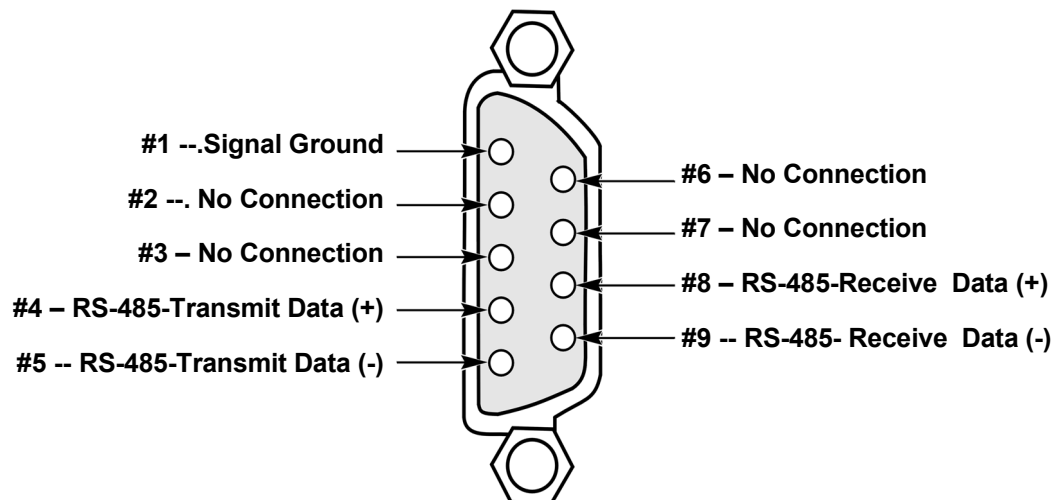 #1 --.Signal Ground
#2 --. No Connection
#3 – No Connection
#4 – RS-485-Transmit Data (+)
#5 -- RS-485-Transmit Data (-)
#6 – No Connection
#7 – No Connection
#8 – RS-485-Receive  Data (+)
#9 -- RS-485- Receive  Data (-)